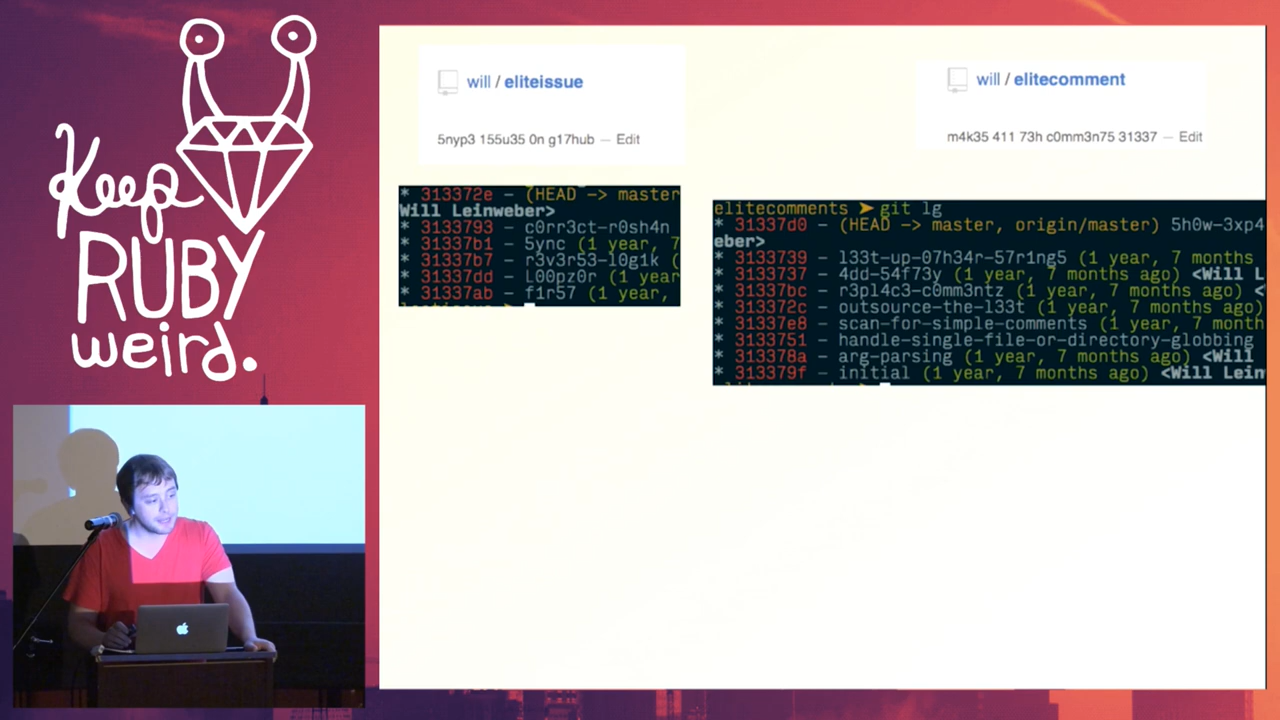 Keep
RUBY
weird.
will / eliteissue
5nyp3 155u35 0n g17hub — Edit
* 313372e – (HEAD -> master
Will Leinweber>
* 3133793 – c0rr3ct-r0sh4n
* 31337b1 – 5ync (1 year, 7
* 31337b7 – r3v3r53-l0g1k (
* 31337dd – L00pz0r (1 year
* 31337ab – f1r57 (1 year,
will / elitecomment
m4k35 411 73h c0mm3n75 31337 — Edit
elitecomments ➤ git lg
* 31337d0 – (HEAD -> master, origin/master) 5h0w-3xp4
eber>
* 3133739 – l33t-up-07h34r-57r1ng5 (1 year, 7 months
* 3133737 – 4dd-54f73y (1 year, 7 months ago) <Will L
* 31337bc – r3pl4c3-c0mm3ntz (1 year, 7 months ago) <
* 313372c – outsource-the-l33t (1 year, 7 months ago)
* 31337e8 – scan-for-simple-comments (1 year, 7 month
* 3133751 – handle-single-file-or-directory-globbing
* 313378a – arg-parsing (1 year, 7 months ago) <Will
* 313379f – initial (1 year, 7 months ago) <Will Lein